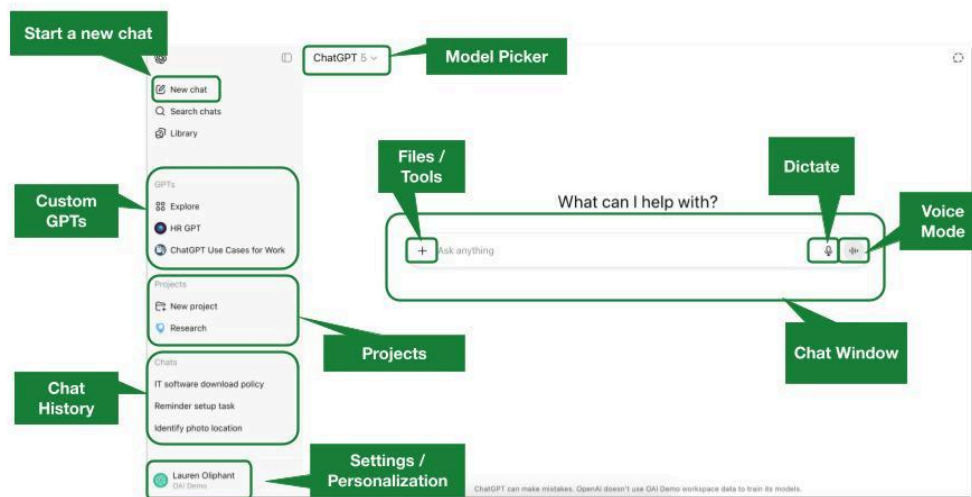 Start a new chat
ChatGPT 5
Model Picker
New chat
Search chats
Library
Files /
Tools
Dictate
Custom
GPTs
GPTs
Explore
HR GPT
ChatGPT Use Cases for Work
What can I help with?
Voice
Mode
Ask anything
Projects
New project
Research
Projects
Chat Window
Chat
History
Chats
IT software download policy
Reminder setup task
Identify photo location
Lauren Oliphant
OAI Demo
Settings /
Personalization
ChatGPT can make mistakes. OpenAI doesn't use OAI Demo workspace data to train its models.